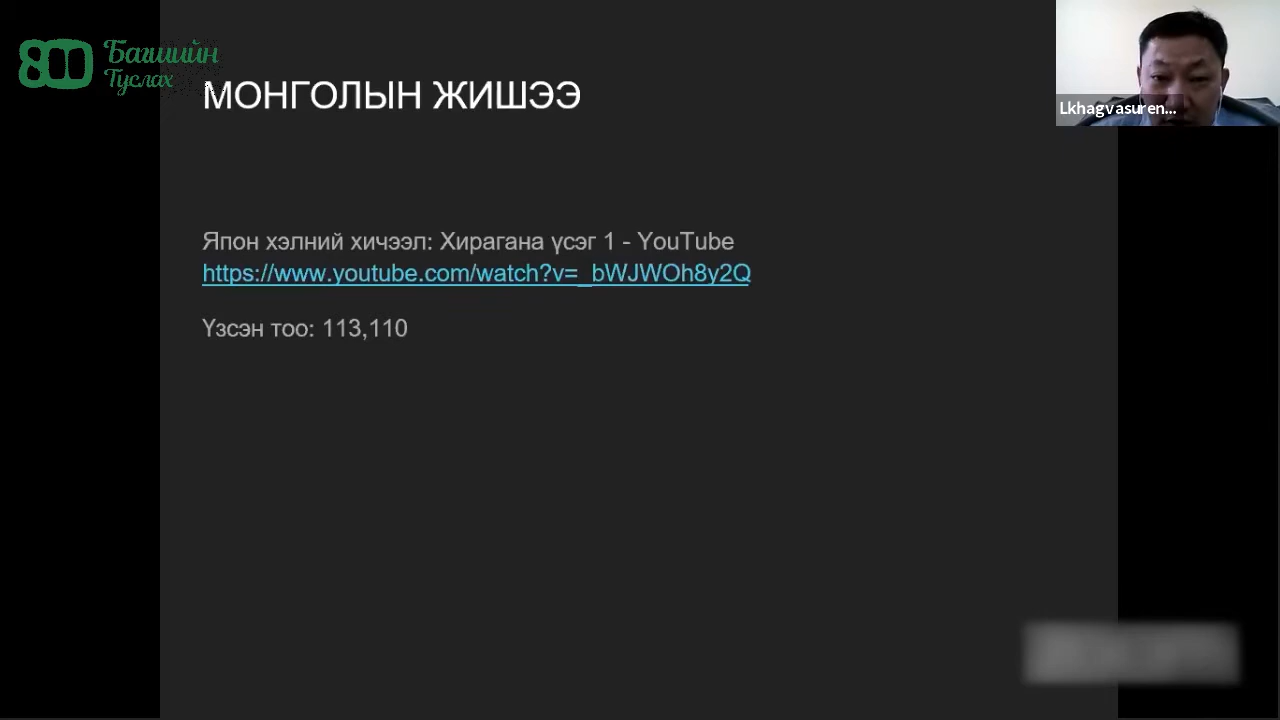 800 Багшийн
Туслах
МОНГОЛЫН ЖИШЭЭ
Lkhagvasuren...
Япон хэлний хичээл: Хирагана үсэг 1 - YouTube
https://www.youtube.com/watch?v=_bWJWOh8y2Q
Үзсэн тоо: 113,110